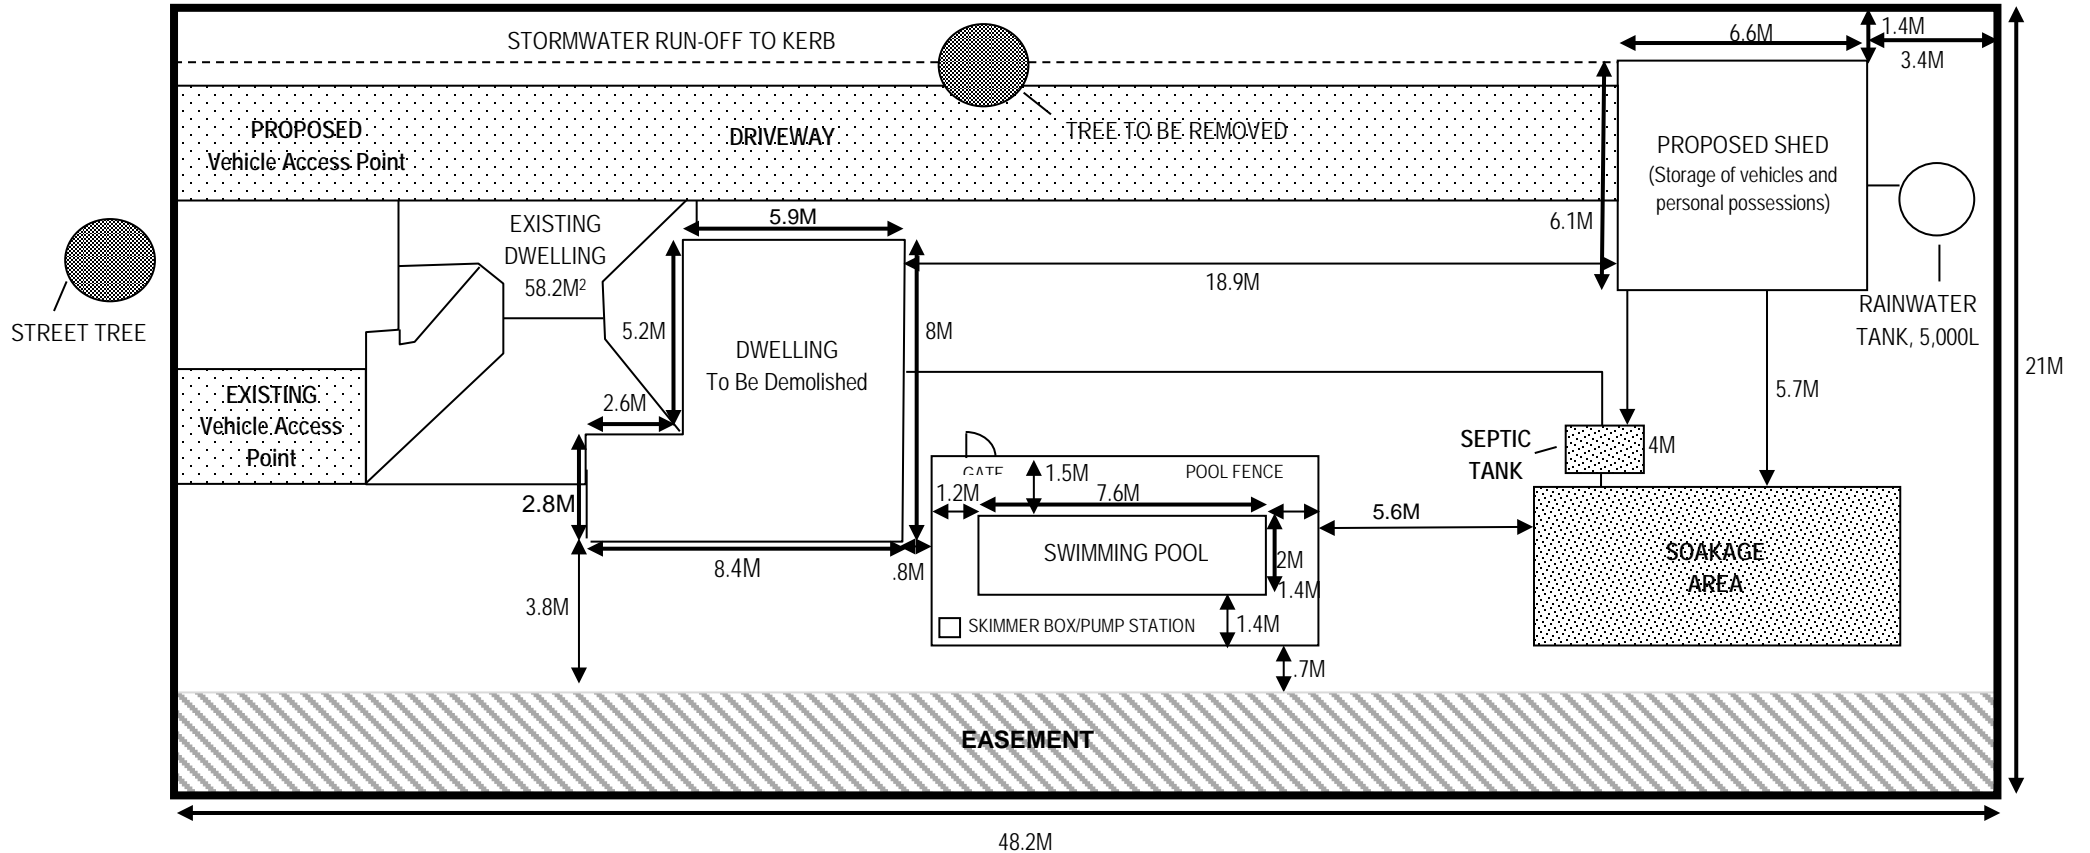 STORMWATER RUN-OFF TO KERB
6.6M
1.4M
3.4M
PROPOSED
Vehicle Access Point
DRIVEWAY
TREE TO BE REMOVED
PROPOSED SHED
(Storage of vehicles and
personal possessions)
6.1M
EXISTING
DWELLING
58.2M²
5.9M
18.9M
STREET TREE
RAINWATER
TANK, 5,000L
5.2M
8M
DWELLING
To Be Demolished
21M
5.7M
EXISTING
Vehicle Access
Point
2.6M
SEPTIC
TANK
4M
GATE
1.5M
POOL FENCE
1.2M
7.6M
2.8M
5.6M
SWIMMING POOL
2M
1.4M
SOAKAGE
AREA
8.4M
.8M
3.8M
SKIMMER BOX/PUMP STATION
1.4M
.7M
EASEMENT
48.2M